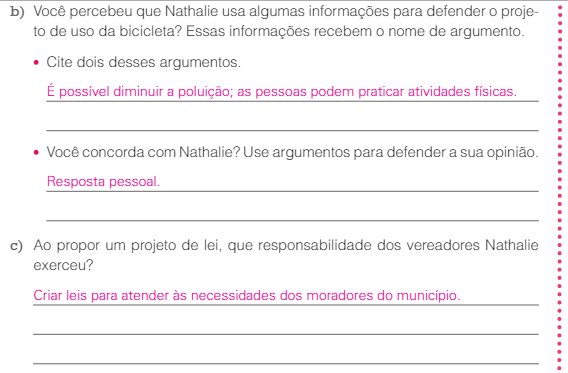 b) Você percebeu que Nathalie usa algumas informações para defender o proje-
to de uso da bicicleta? Essas informações recebem o nome de argumento.
• Cite dois desses argumentos.
É possível diminuir a poluição; as pessoas podem praticar atividades físicas.
• Você concorda com Nathalie? Use argumentos para defender a sua opinião.
Resposta pessoal.
c) Ao propor um projeto de lei, que responsabilidade dos vereadores Nathalie
exerceu?
Criar leis para atender às necessidades dos moradores do município.